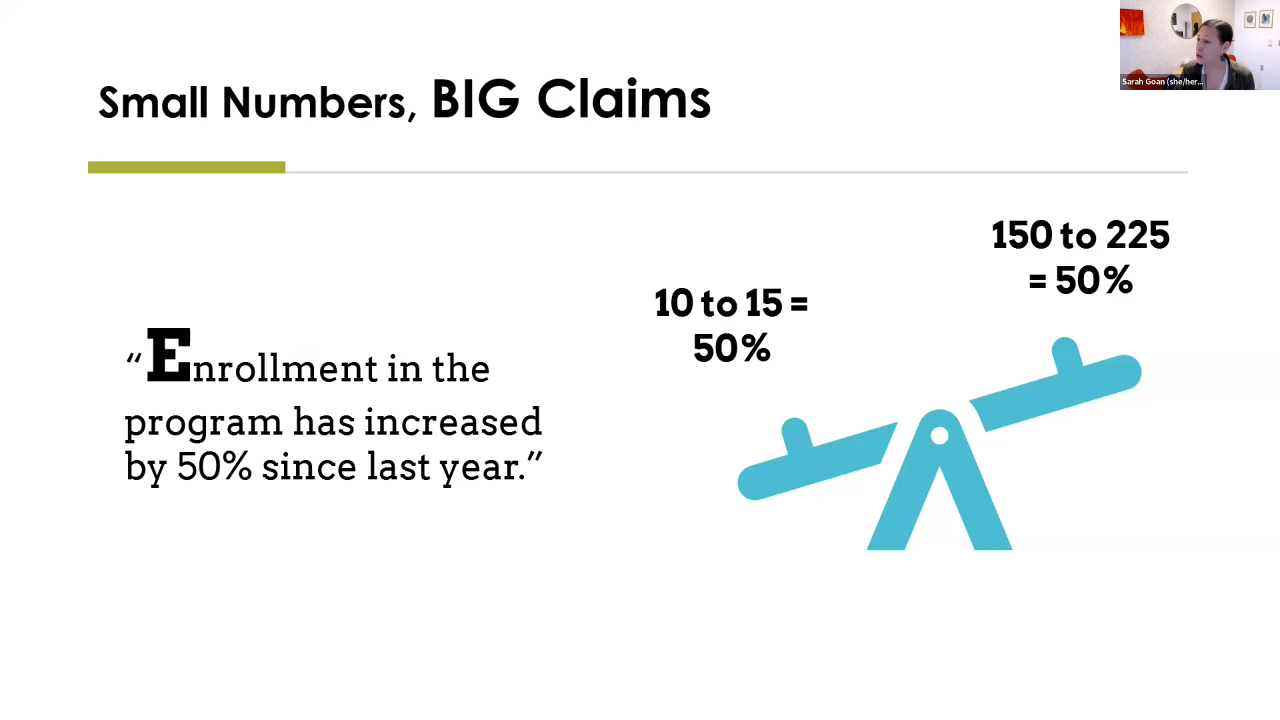 Small Numbers, BIG Claims
Sarah Goan (she/her...
150 to 225
= 50%
10 to 15 =
50%
“Enrollment in the
program has increased
by 50% since last year.”